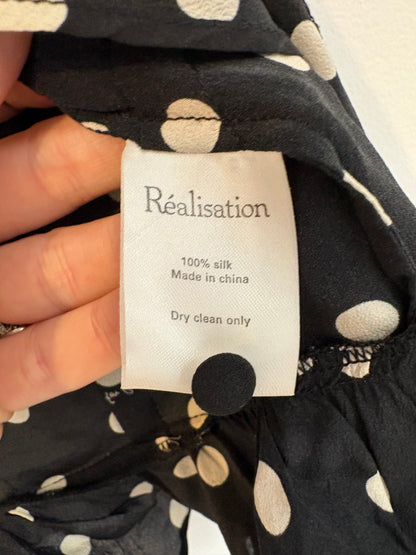 Réalisation
100% silk
Made in china
Dry clean only